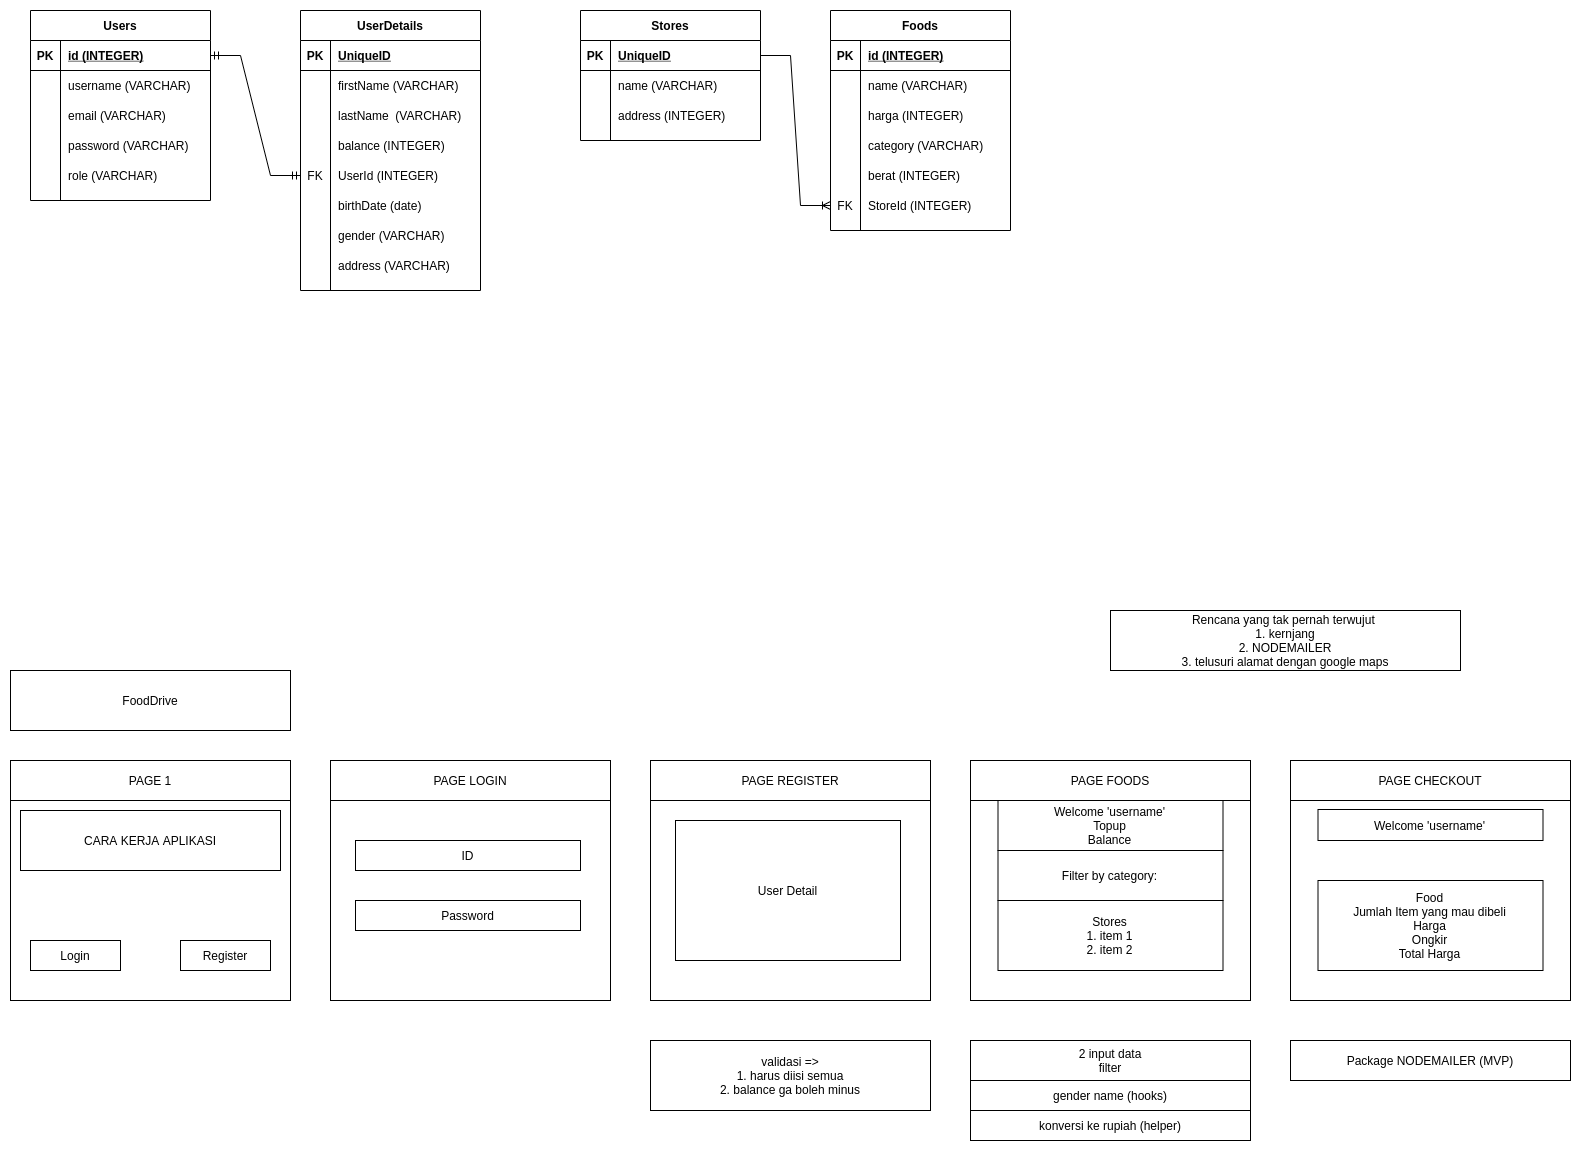 Users
PK id (INTEGER)
username (VARCHAR)
email (VARCHAR)
password (VARCHAR)
role (VARCHAR)
UserDetails
PK UniqueID
firstName (VARCHAR)
lastName (VARCHAR)
balance (INTEGER)
FK UserId (INTEGER)
birthDate (date)
gender (VARCHAR)
address (VARCHAR)
Stores
PK UniqueID
name (VARCHAR)
address (INTEGER)
Foods
PK id (INTEGER)
name (VARCHAR)
harga (INTEGER)
category (VARCHAR)
berat (INTEGER)
FK StoreId (INTEGER)
Rencana yang tak pernah terwujut
1. kernjang
2. NODEMAILER
3. telusuri alamat dengan google maps
FoodDrive
PAGE 1
CARA KERJA APLIKASI
Login
Register
PAGE LOGIN
ID
Password
PAGE REGISTER
User Detail
PAGE FOODS
Welcome 'username'
Topup
Balance
Filter by category:
Stores
1. item 1
2. item 2
PAGE CHECKOUT
Welcome 'username'
Food
Jumlah Item yang mau dibeli
Harga
Ongkir
Total Harga
validasi =>
1. harus diisi semua
2. balance ga boleh minus
2 input data
filter
gender name (hooks)
konversi ke rupiah (helper)
Package NODEMAILER (MVP)